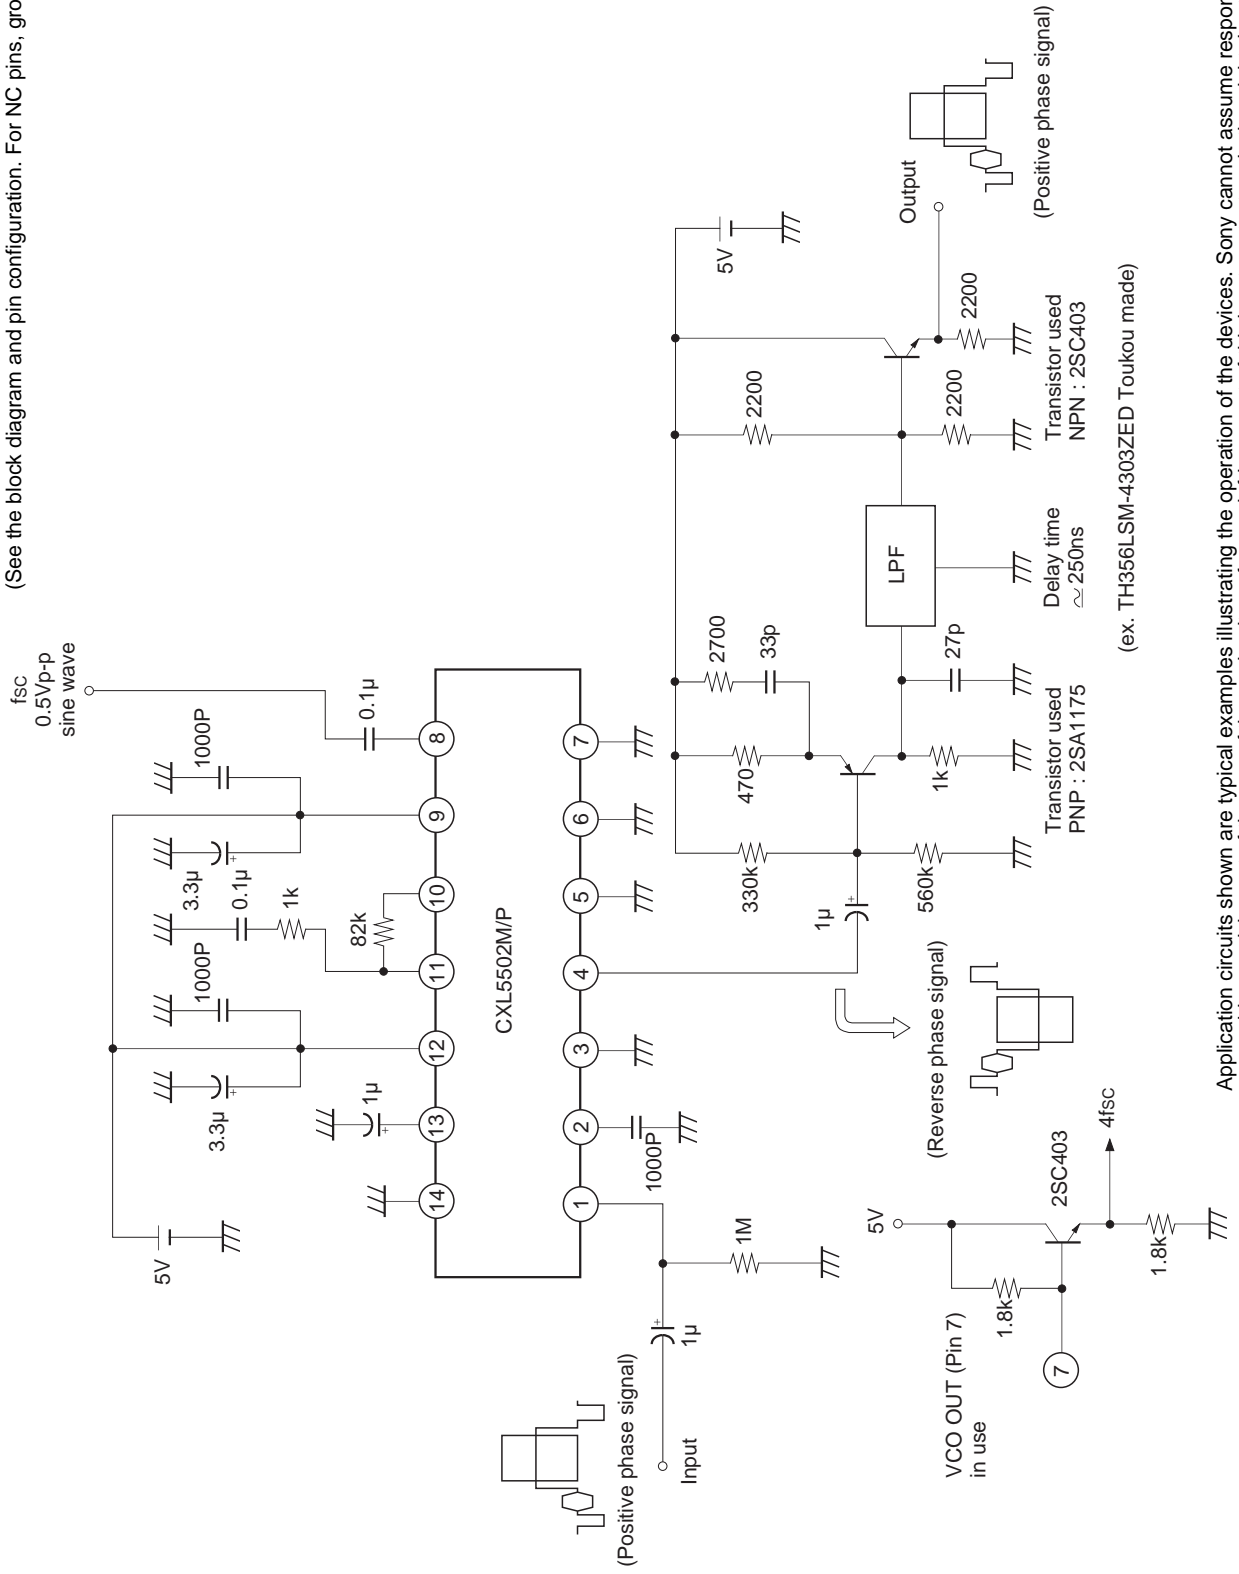 (See the block diagram and pin configuration. For NC pins, gro
fsc
0.5Vp-p
sine wave
5V
3.3µ
1000P
0.1µ
1k
82k
3.3µ
1000P
0.1µ
1µ
14
13
12
11
10
9
8
CXL5502M/P
1
2
3
4
5
6
7
1000P
(Positive phase signal)
Input
1µ
1M
5V
330k
470
2700
33p
2200
1µ
560k
1k
27p
LPF
2200
2200
Output
(Positive phase signal)
(Reverse phase signal)
Transistor used
PNP : 2SA1175
Delay time
≃ 250ns
Transistor used
NPN : 2SC403
(ex. TH356LSM-4303ZED Toukou made)
VCO OUT (Pin 7)
in use
5V
1.8k
2SC403
4fsc
7
1.8k
Application circuits shown are typical examples illustrating the operation of the devices. Sony cannot assume respon